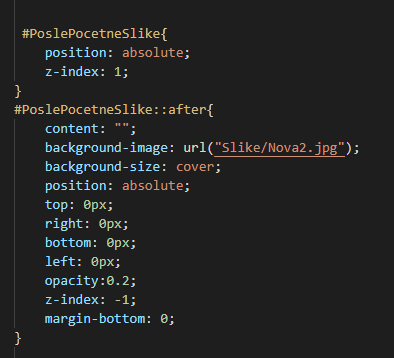 #PoslePocetneSlike{
position: absolute;
z-index: 1;
}
#PoslePocetneSlike::after{
content: "";
background-image: url("Slike/Nova2.jpg");
background-size: cover;
position: absolute;
top: 0px;
right: 0px;
bottom: 0px;
left: 0px;
opacity:0.2;
z-index: -1;
margin-bottom: 0;
}